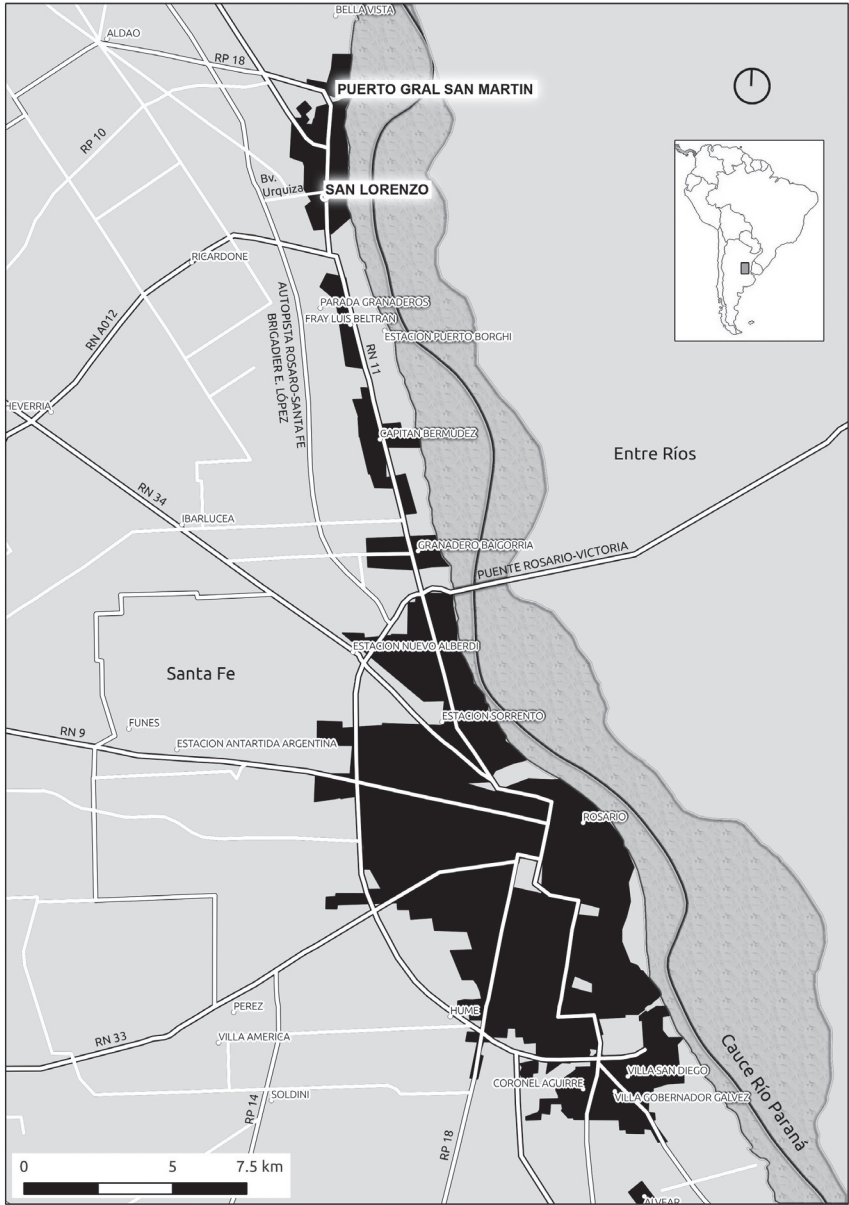 BELLA VISTA
ALDAO
RP 18
PUERTO GRAL SAN MARTIN
RP 10
Bv.
Urquiza
SAN LORENZO
RICARDONE
PARADA GRANADEROS
FRAY LUIS BELTRAN
AUTOPISTA ROSARO-SANTA FE
BRIGADIER E. LÓPEZ
ESTACION PUERTO BORGHI
RN A012
RN 11
HEVERRIA
CAPITAN BERMUDEZ
Entre Ríos
RN 34
IBARLUCEA
GRANADERO BAIGORRIA
PUENTE ROSARIO-VICTORIA
ESTACION NUEVO ALBERDI
Santa Fe
ESTACION SORRENTO
FUNES
RN 9
ESTACION ANTARTIDA ARGENTINA
ROSARIO
PEREZ
HUME
RN 33
VILLA AMERICA
VILLA SAN DIEGO
CORONEL AGUIRRE
SOLDINI
VILLA GOBERNADOR GALVEZ
Cauce Río Paraná
RP 14
RP 18
0 5 7.5 km
ALVEAR